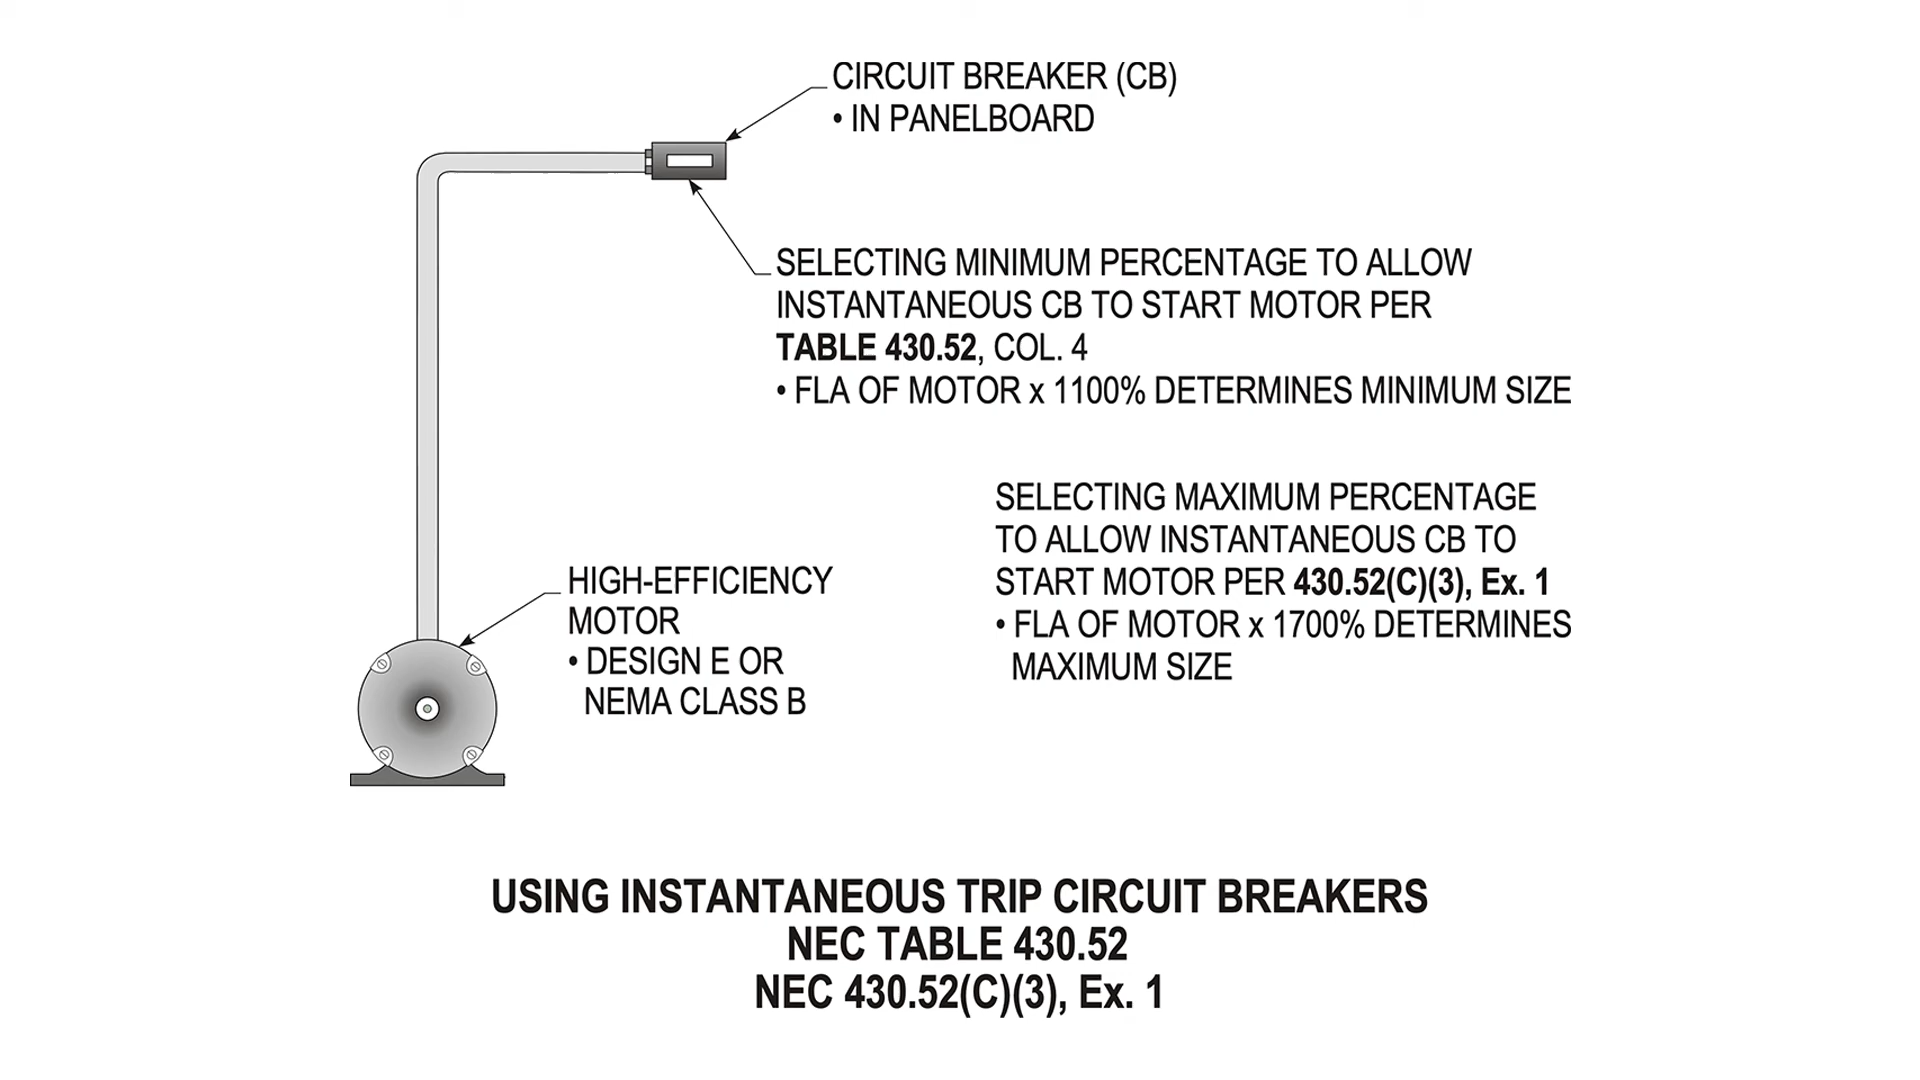 CIRCUIT BREAKER (CB)
• IN PANELBOARD
SELECTING MINIMUM PERCENTAGE TO ALLOW
INSTANTANEOUS CB TO START MOTOR PER
TABLE 430.52, COL. 4
• FLA OF MOTOR x 1100% DETERMINES MINIMUM SIZE
SELECTING MAXIMUM PERCENTAGE
TO ALLOW INSTANTANEOUS CB TO
START MOTOR PER 430.52(C)(3), Ex. 1
• FLA OF MOTOR x 1700% DETERMINES
MAXIMUM SIZE
HIGH-EFFICIENCY
MOTOR
• DESIGN E OR
NEMA CLASS B
USING INSTANTANEOUS TRIP CIRCUIT BREAKERS
NEC TABLE 430.52
NEC 430.52(C)(3), Ex. 1